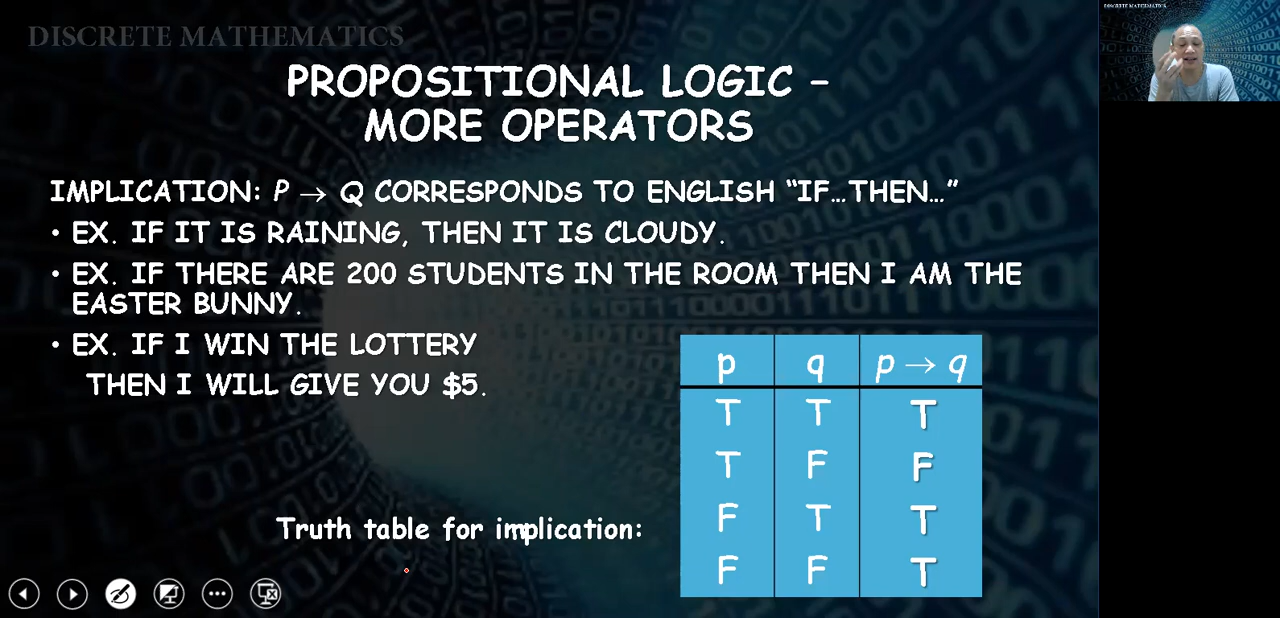 DISCRETE MATHEMATICS
DISCRETE MATHEMATICS
PROPOSITIONAL LOGIC –
MORE OPERATORS
IMPLICATION: P → Q CORRESPONDS TO ENGLISH “IF…THEN…”
• EX. IF IT IS RAINING, THEN IT IS CLOUDY.
• EX. IF THERE ARE 200 STUDENTS IN THE ROOM THEN I AM THE
EASTER BUNNY.
• EX. IF I WIN THE LOTTERY
THEN I WILL GIVE YOU $5.
Truth table for implication:
p q p → q
T T T
T F F
F T T
F F T